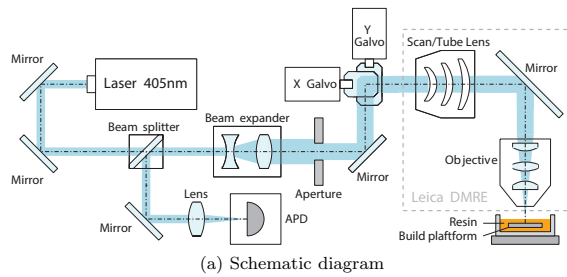 Y
Galvo
Scan/Tube Lens
Mirror
Mirror
Laser 405nm
X Galvo
Beam splitter
Beam expander
Objective
Mirror
Aperture
Mirror
Leica DMRE
Lens
APD
Mirror
Resin
Build plaftform
(a) Schematic diagram